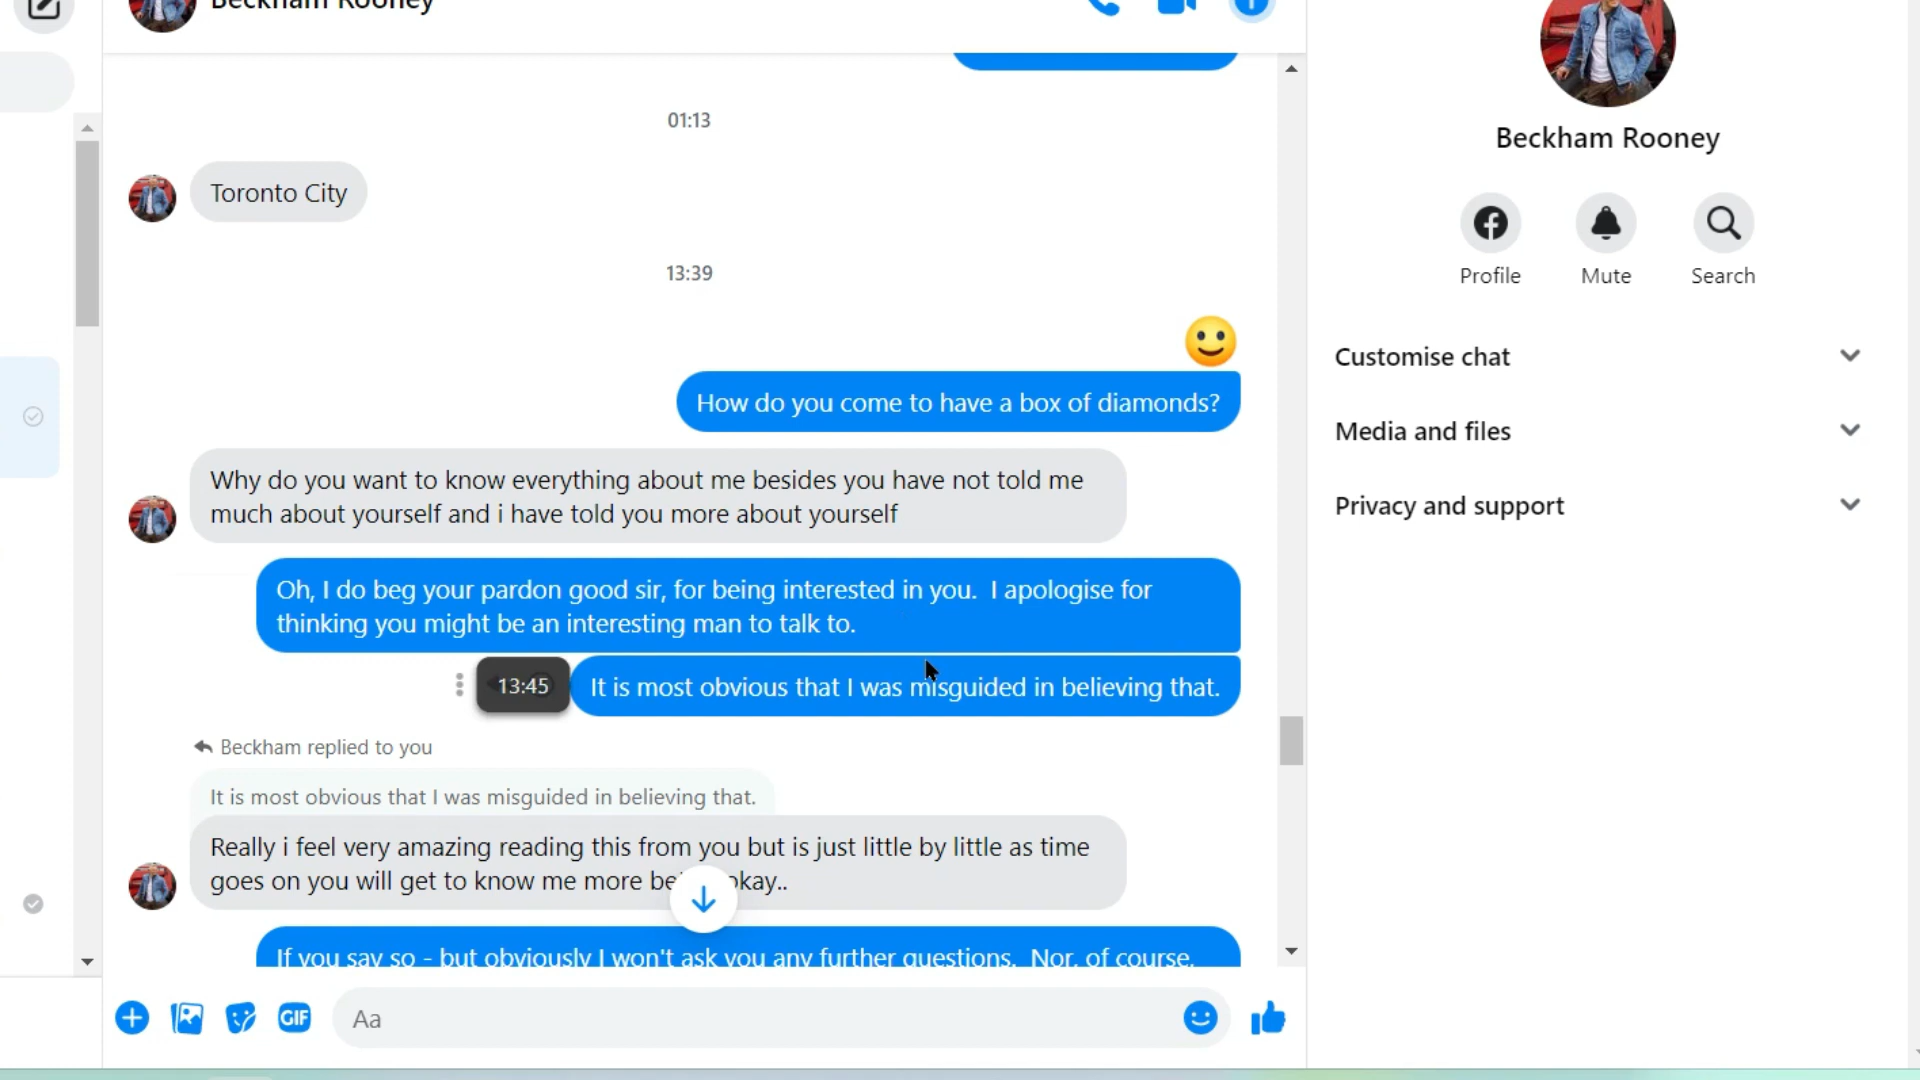 Beckham Rooney
01:13
Toronto City
13:39
How do you come to have a box of diamonds?
Why do you want to know everything about me besides you have not told me
much about yourself and i have told you more about yourself
Oh, I do beg your pardon good sir, for being interested in you.  I apologise for
thinking you might be an interesting man to talk to.
13:45
It is most obvious that I was misguided in believing that.
Beckham replied to you
It is most obvious that I was misguided in believing that.
Really i feel very amazing reading this from you but is just little by little as time
goes on you will get to know me more okay..
If you say so - but obviously I won't ask you any further questions.  Nor, of course,
GIF
Aa
Beckham Rooney
Profile
Mute
Search
Customise chat
Media and files
Privacy and support